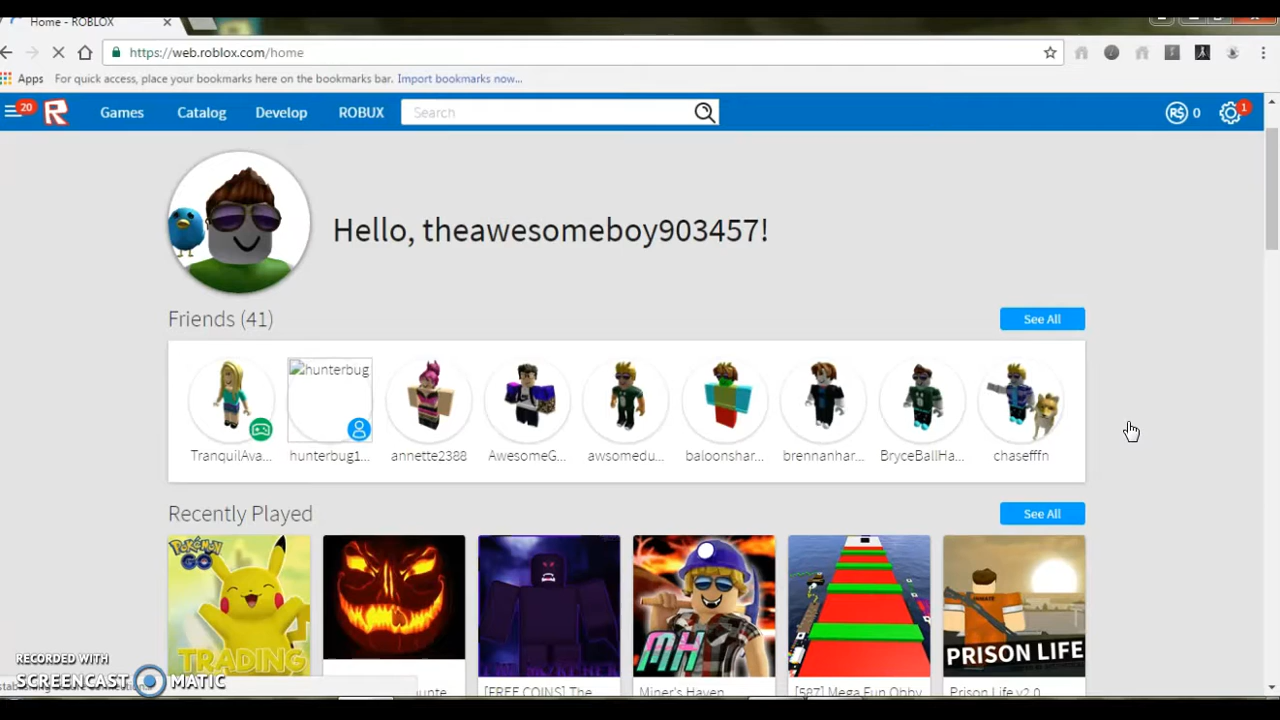 Home - ROBLOX
https://web.roblox.com/home
Apps For quick access, place your bookmarks here on the bookmarks bar. Import bookmarks now...
20 Games Catalog Develop ROBUX Search R$ 0 1
Hello, theawesomeboy903457!
Friends (41) See All
hunterbug
TranquilAva... hunterbug1... annette2388 AwesomeG... awsomedu... baloonshar... brennanhar... BryceBallHa... chasefffn
Recently Played See All
POKÉMON GO
TRADING
MH
PRISON LIFE
[FREE COINS] The Miner's Haven [587] Mega Fun Obby Prison Life v2.0
RECORDED WITH
SCREENCAST MATIC